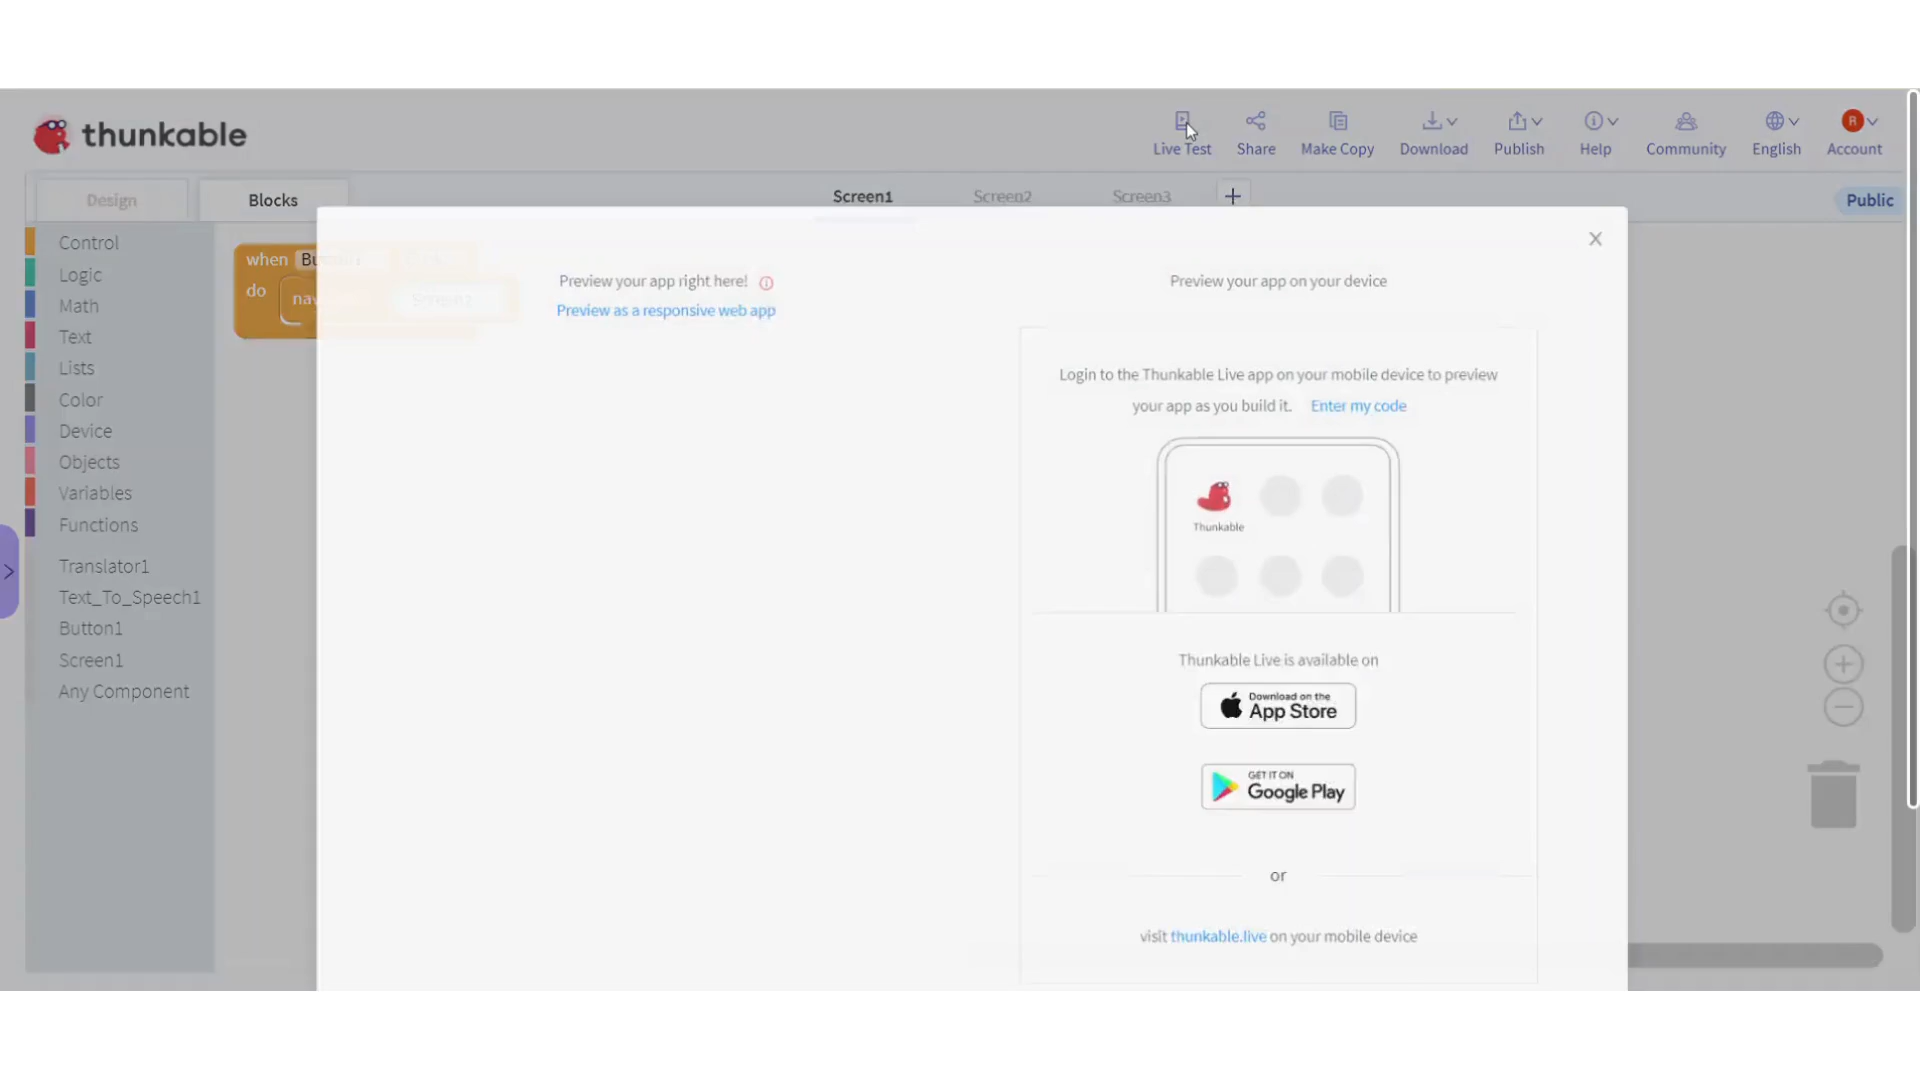 thunkable
Live Test
Share
Make Copy
Download
Publish
Help
Community
English
R
Account
Design
Blocks
Screen1
Screen2
Screen3
Public
Control
Logic
Math
Text
Lists
Color
Device
Objects
Variables
Functions
Translator1
Text_To_Speech1
Button1
Screen1
Any Component
when
do
Preview your app right here!
Preview as a responsive web app
Preview your app on your device
Login to the Thunkable Live app on your mobile device to preview
your app as you build it. Enter my code
Thunkable
Thunkable Live is available on
Download on the
App Store
GET IT ON
Google Play
or
visit thunkable.live on your mobile device